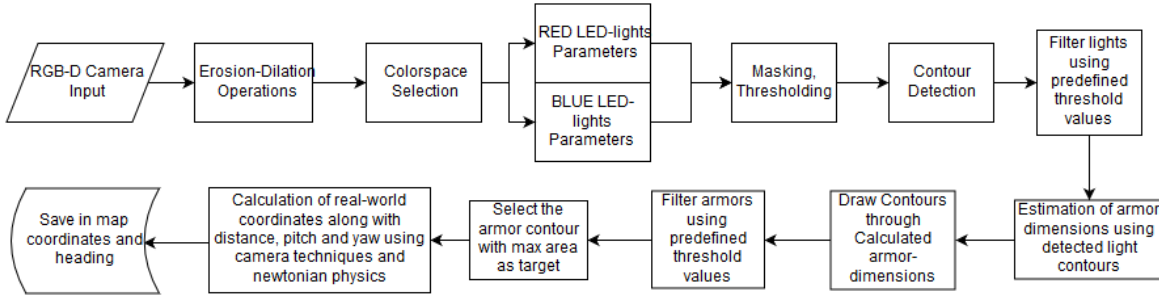 RGB-D Camera
Input
Erosion-Dilation
Operations
Colorspace
Selection
RED LED-lights
Parameters
BLUE LED-
lights
Parameters
Masking,
Thresholding
Contour
Detection
Filter lights
using
predefined
threshold
values
Estimation of armor
dimensions using
detected light
contours
Draw Contours
through
Calculated
armor-
dimensions
Filter armors
using
predefined
threshold
values
Select the
armor contour
with max area
as target
Calculation of real-world
coordinates along with
distance, pitch and yaw using
camera techniques and
newtonian physics
Save in map
coordinates and
heading